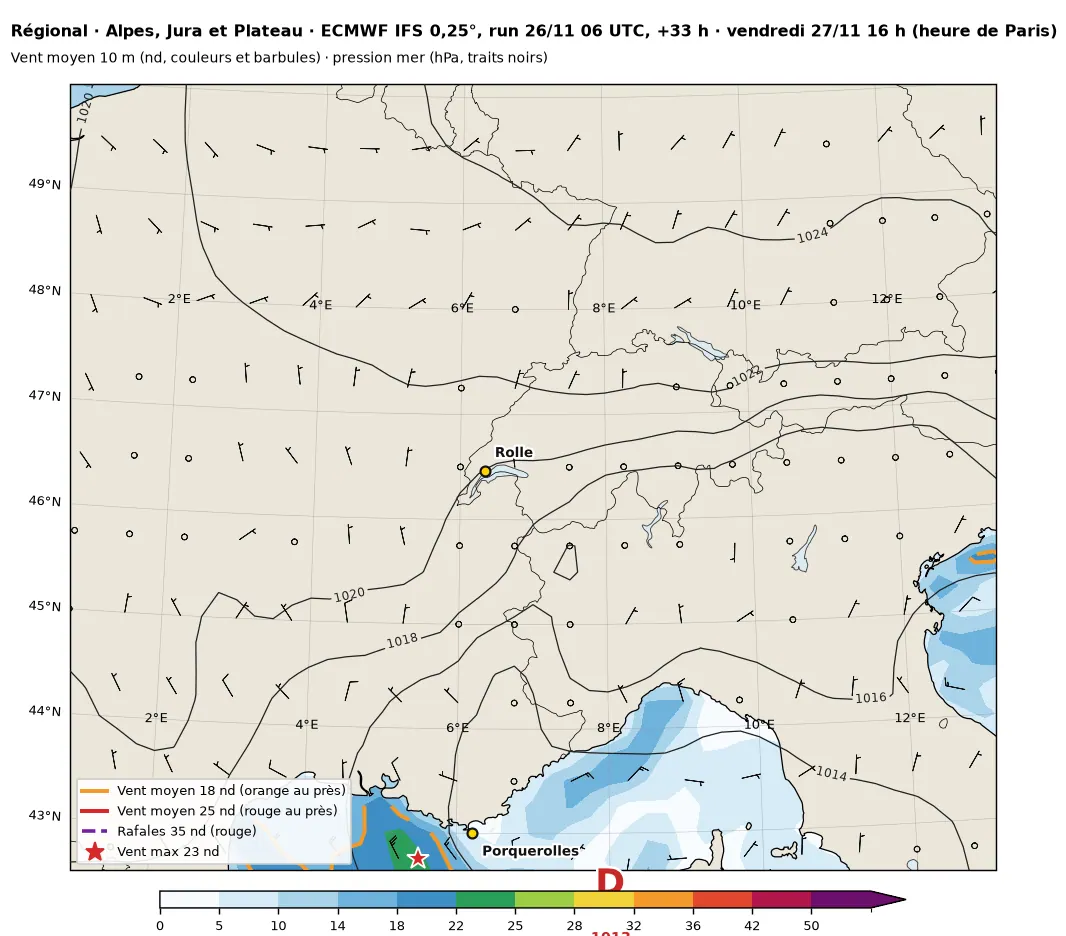 Régional · Alpes, Jura et Plateau · ECMWF IFS 0,25°, run 26/11 06 UTC, +33 h · vendredi 27/11 16 h (heure de Paris)
Vent moyen 10 m (nd, couleurs et barbules) · pression mer (hPa, traits noirs)
1020
49°N
1024
48°N
2°E
4°E
6°E
8°E
10°E
12°E
1022
47°N
Rolle
46°N
1020
45°N
1018
1016
44°N
2°E
4°E
6°E
8°E
10°E
12°E
1014
43°N
Vent moyen 18 nd (orange au près)
Vent moyen 25 nd (rouge au près)
Rafales 35 nd (rouge)
Vent max 23 nd
Porquerolles
D
0
5
10
14
18
22
25
28
32
36
42
50